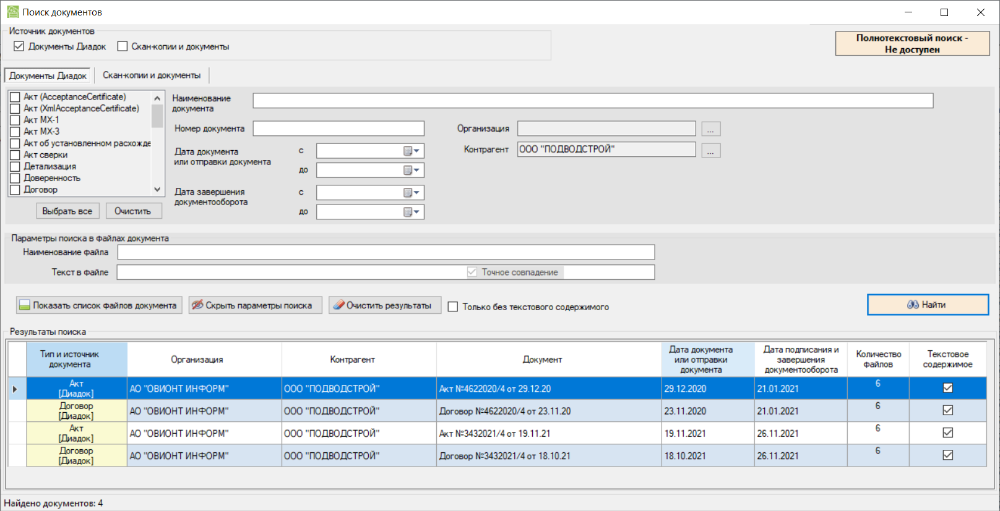 Поиск документов
Источник документов
Документы Диадок
Скан-копии и документы
Полнотекстовый поиск -
Не доступен
Документы Диадок
Скан-копии и документы
Акт (AcceptanceCertificate)
Акт (XmlAcceptanceCertificate)
Акт МХ-1
Акт МХ-3
Акт об установленном расхожде
Акт сверки
Детализация
Доверенность
Договор
Выбрать все
Очистить
Наименование
документа
Номер документа
Дата документа
или отправки документа
с
до
Дата завершения
документооборота
с
до
Организация
...
Контрагент
ООО "ПОДВОДСТРОЙ"
...
Параметры поиска в файлах документа
Наименование файла
Текст в файле
Точное совпадение
Показать список файлов документа
Скрыть параметры поиска
Очистить результаты
Только без текстового содержимого
Найти
Результаты поиска
Тип и источник
документа
Организация
Контрагент
Документ
Дата документа
или отправки
документа
Дата подписания и
завершения
документооборота
Количество
файлов
Текстовое
содержимое
Акт
[Диадок]
АО "ОВИОНТ ИНФОРМ"
ООО "ПОДВОДСТРОЙ"
Акт №4622020/4 от 29.12.20
29.12.2020
21.01.2021
6
Договор
[Диадок]
АО "ОВИОНТ ИНФОРМ"
ООО "ПОДВОДСТРОЙ"
Договор №4622020/4 от 23.11.20
23.11.2020
21.01.2021
6
Акт
[Диадок]
АО "ОВИОНТ ИНФОРМ"
ООО "ПОДВОДСТРОЙ"
Акт №3432021/4 от 19.11.21
19.11.2021
26.11.2021
6
Договор
[Диадок]
АО "ОВИОНТ ИНФОРМ"
ООО "ПОДВОДСТРОЙ"
Договор №3432021/4 от 18.10.21
18.10.2021
26.11.2021
6
Найдено документов: 4